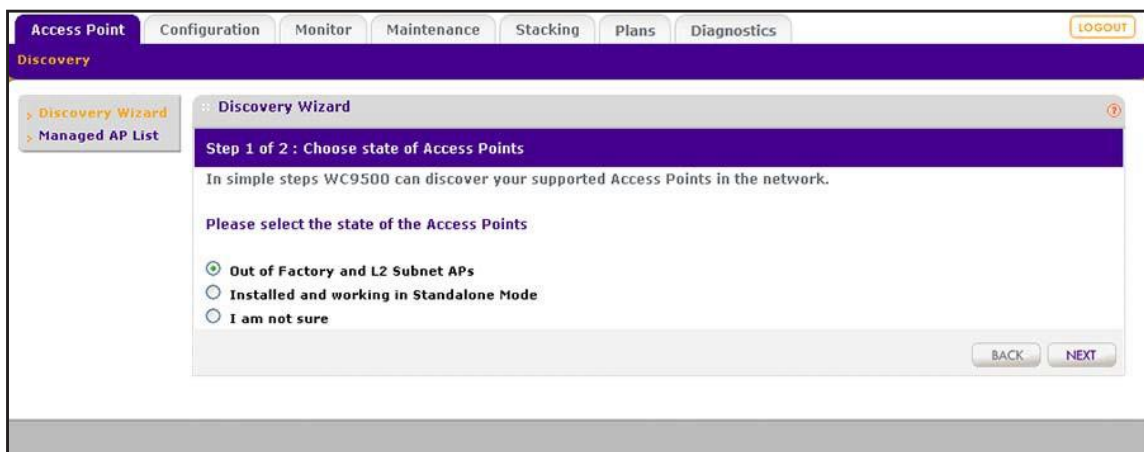 Access Point Configuration Monitor Maintenance Stacking Plans Diagnostics LOGOUT
Discovery
Discovery Wizard
Managed AP List
Discovery Wizard ?
Step 1 of 2 : Choose state of Access Points
In simple steps WC9500 can discover your supported Access Points in the network.
Please select the state of the Access Points
Out of Factory and L2 Subnet APs
Installed and working in Standalone Mode
I am not sure
BACK NEXT